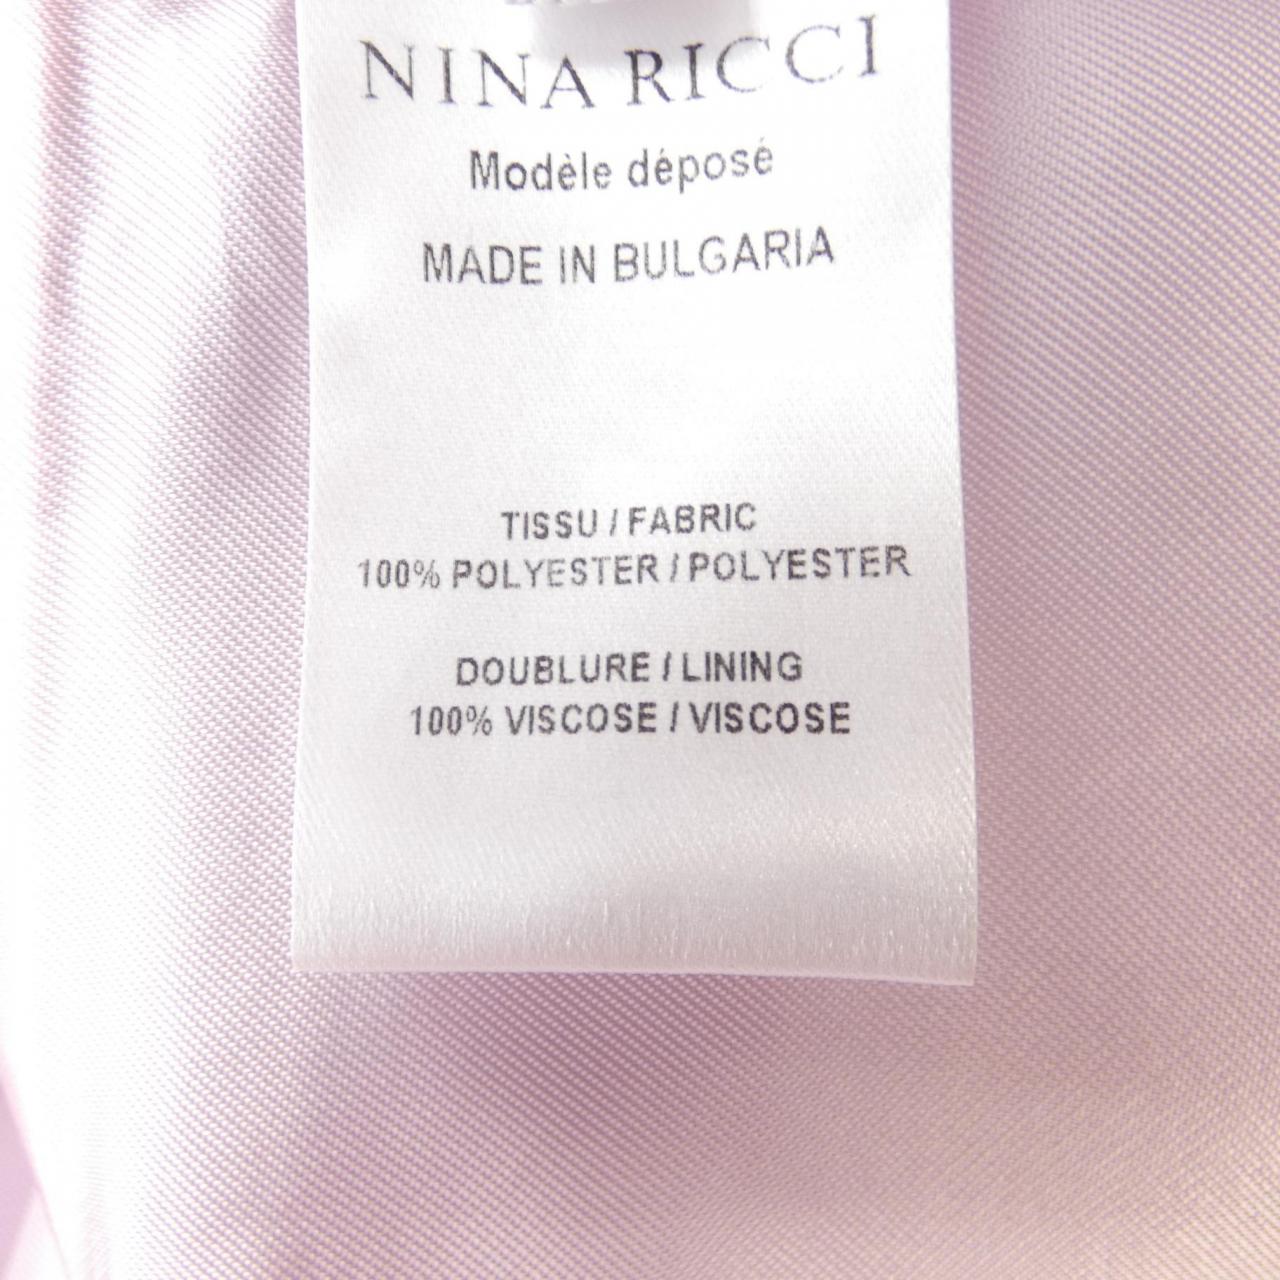 NINA RICCI
Modèle déposé
MADE IN BULGARIA
TISSU / FABRIC
100% POLYESTER / POLYESTER
DOUBLURE / LINING
100% VISCOSE / VISCOSE